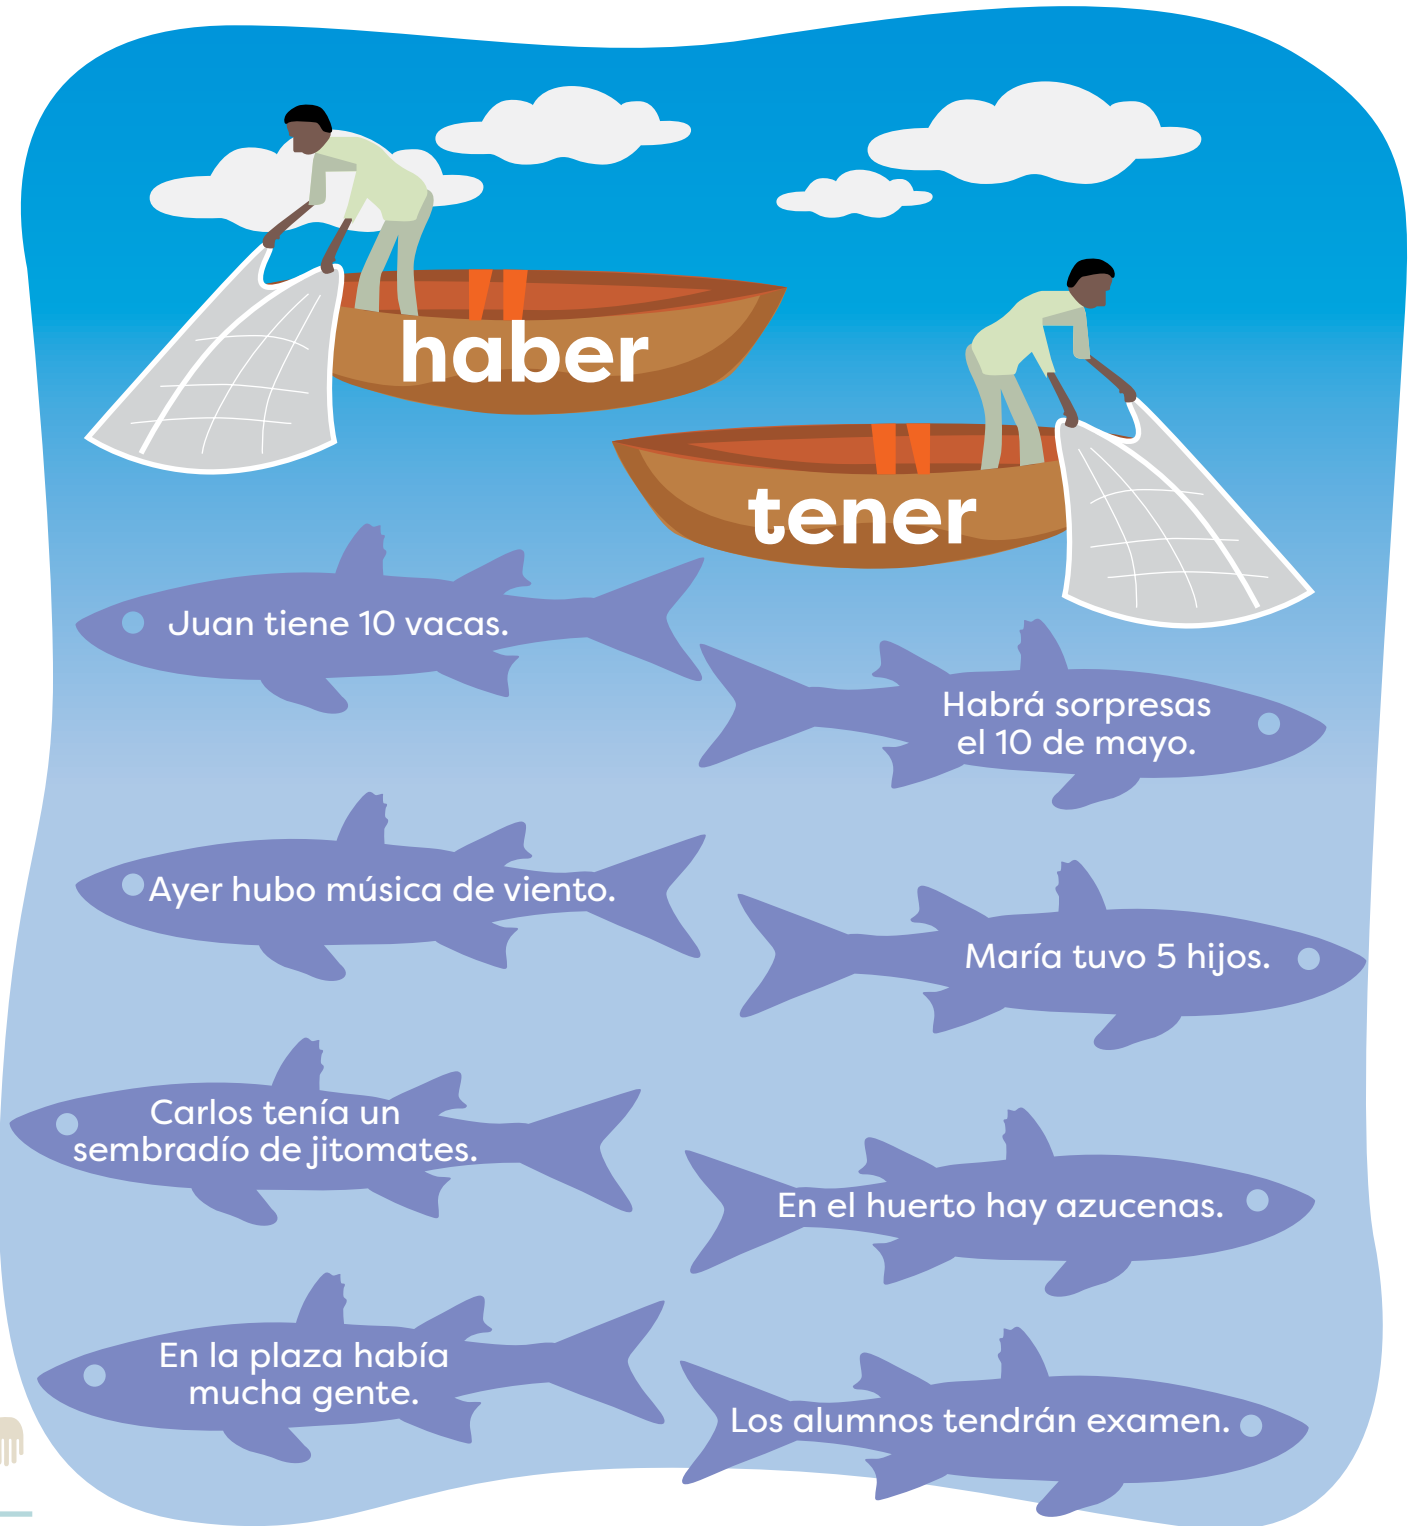 haber
tener
Juan tiene 10 vacas.
Habrá sorpresas
el 10 de mayo.
Ayer hubo música de viento.
María tuvo 5 hijos.
Carlos tenía un
sembradío de jitomates.
En el huerto hay azucenas.
En la plaza había
mucha gente.
Los alumnos tendrán examen.